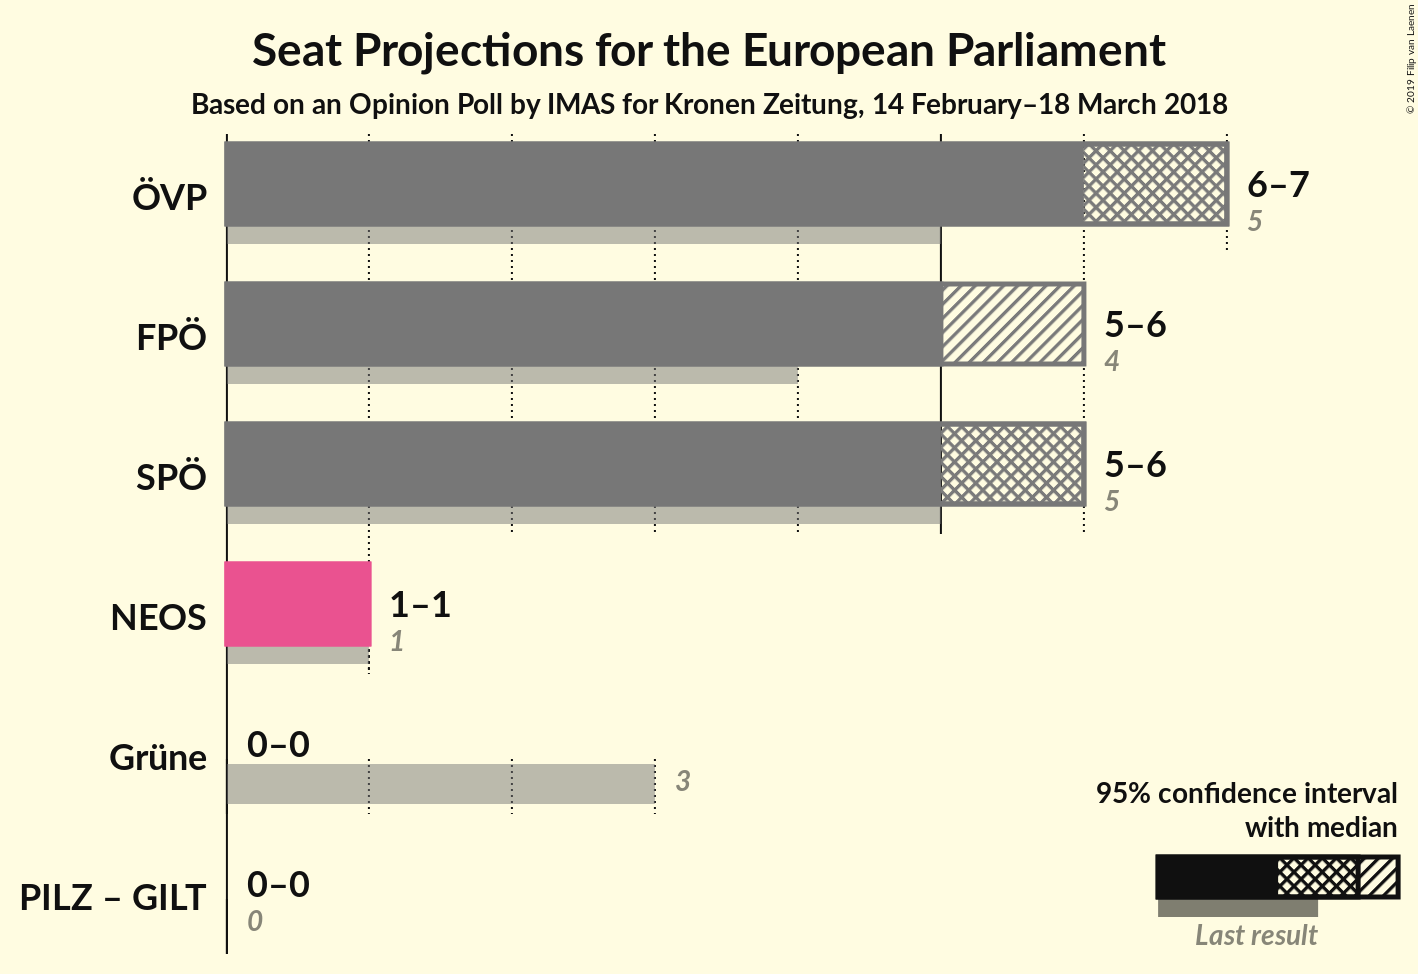 Seat Projections for the European Parliament
Based on an Opinion Poll by IMAS for Kronen Zeitung, 14 February–18 March 2018
© 2019 Filip van Laenen
ÖVP
6–7
5
FPÖ
5–6
4
SPÖ
5–6
5
NEOS
1–1
1
Grüne
0–0
3
PILZ – GILT
0–0
0
95% confidence interval
with median
Last result